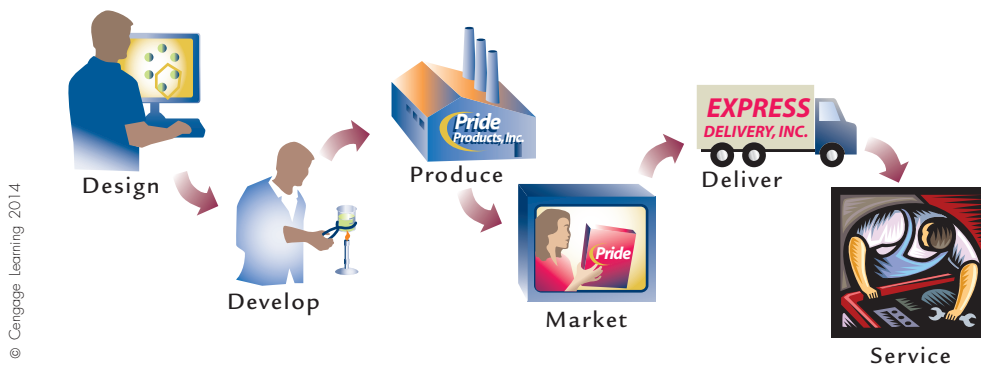 © Cengage Learning 2014
Design
Develop
Pride
Products, Inc.
Produce
Pride
Market
EXPRESS
DELIVERY, INC.
Deliver
Service